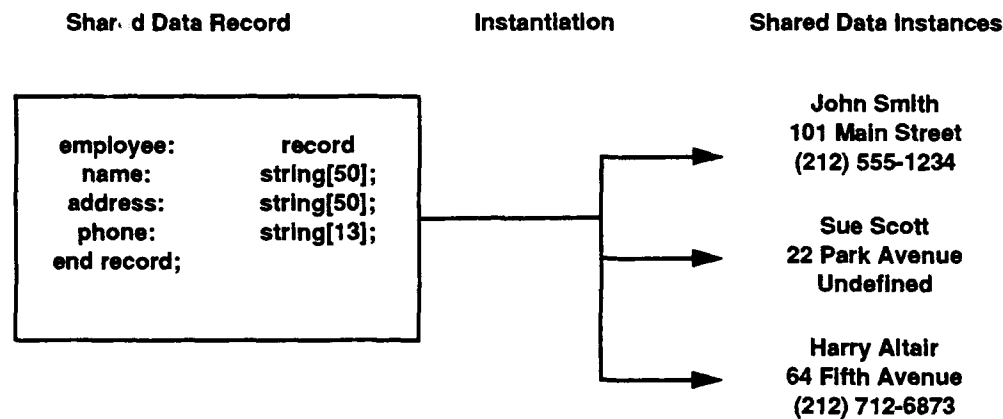 Shar d Data Record Instantiation Shared Data Instances
employee: record
name: string[50];
address: string[50];
phone: string[13];
end record;
John Smith
101 Main Street
(212) 555-1234
Sue Scott
22 Park Avenue
Undefined
Harry Altair
64 Fifth Avenue
(212) 712-6873